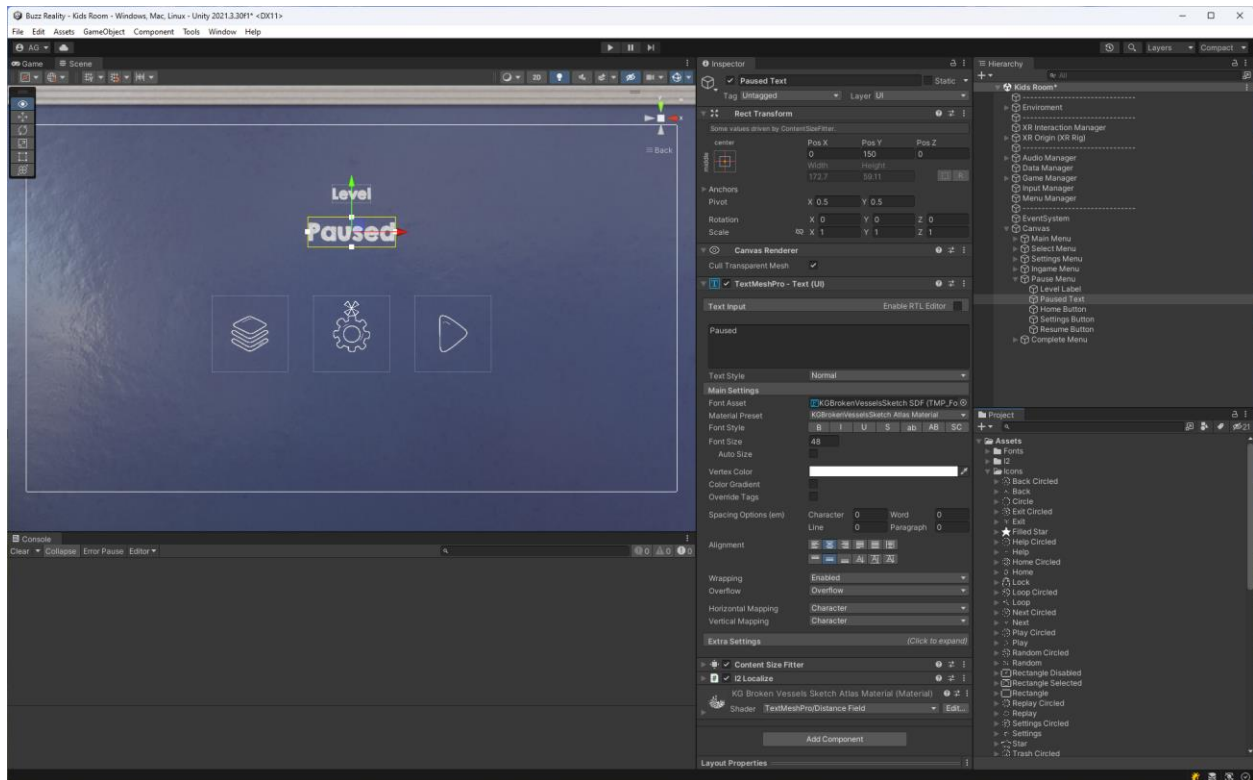 Buzz Reality - Kids Room - Windows, Mac, Linux - Unity 2021.3.30f1* <DX11>
File Edit Assets GameObject Component Tools Window Help
AG
Layers
Compact
Game
Scene
2D
Back
Level
Paused
Console
Clear
Collapse
Error Pause
Editor
0
0
0
Inspector
Paused Text
Static
Tag Untagged
Layer UI
Rect Transform
Some values driven by ContentSizeFitter.
center
Pos X Pos Y Pos Z
middle
0 150 0
Width Height
172.7 59.11
R
Anchors
Pivot X 0.5 Y 0.5
Rotation X 0 Y 0 Z 0
Scale X 1 Y 1 Z 1
Canvas Renderer
Cull Transparent Mesh
TextMeshPro - Text (UI)
Text Input Enable RTL Editor
Paused
Text Style Normal
Main Settings
Font Asset KGBrokenVesselsSketch SDF (TMP_Fo
Material Preset KGBrokenVesselsSketch Atlas Material
Font Style B I U S ab AB SC
Font Size 48
Auto Size
Vertex Color
Color Gradient
Override Tags
Spacing Options (em) Character 0 Word 0
Line 0 Paragraph 0
Alignment
Wrapping Enabled
Overflow Overflow
Horizontal Mapping Character
Vertical Mapping Character
Extra Settings (Click to expand)
Content Size Fitter
I2 Localize
KG Broken Vessels Sketch Atlas Material (Material)
Shader TextMeshPro/Distance Field Edit...
Add Component
Layout Properties
Hierarchy
All
Kids Room*
------------------------------
Enviroment
------------------------------
XR Interaction Manager
XR Origin (XR Rig)
------------------------------
Audio Manager
Data Manager
Game Manager
Input Manager
Menu Manager
------------------------------
EventSystem
Canvas
Main Menu
Select Menu
Settings Menu
Ingame Menu
Pause Menu
Level Label
Paused Text
Home Button
Settings Button
Resume Button
Complete Menu
Project
21
Assets
Fonts
I2
Icons
Back Circled
Back
Circle
Exit Circled
Exit
Filled Star
Help Circled
Help
Home Circled
Home
Lock
Loop Circled
Loop
Next Circled
Next
Play Circled
Play
Random Circled
Random
Rectangle Disabled
Rectangle Selected
Rectangle
Replay Circled
Replay
Settings Circled
Settings
Star
Trash Circled